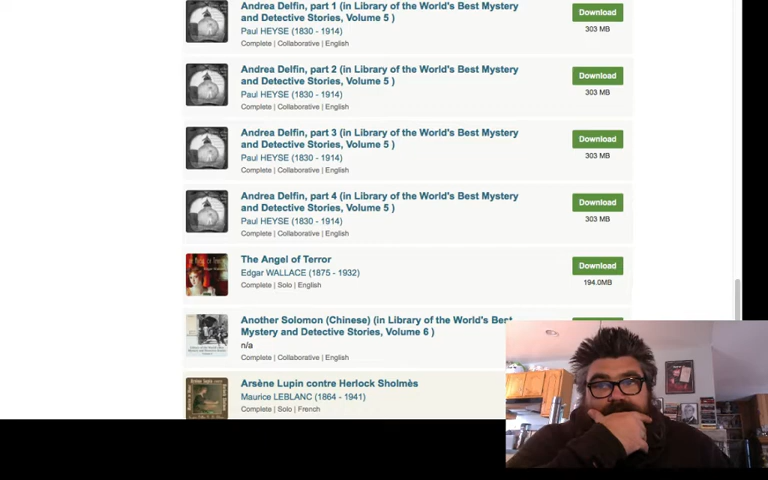 Andrea Delfin, part 1 (in Library of the World's Best Mystery
and Detective Stories, Volume 5 )
Paul HEYSE (1830 - 1914)
Complete | Collaborative | English
Download
303 MB
Andrea Delfin, part 2 (in Library of the World's Best Mystery
and Detective Stories, Volume 5 )
Paul HEYSE (1830 - 1914)
Complete | Collaborative | English
Download
303 MB
Andrea Delfin, part 3 (in Library of the World's Best Mystery
and Detective Stories, Volume 5 )
Paul HEYSE (1830 - 1914)
Complete | Collaborative | English
Download
303 MB
Andrea Delfin, part 4 (in Library of the World's Best Mystery
and Detective Stories, Volume 5 )
Paul HEYSE (1830 - 1914)
Complete | Collaborative | English
Download
303 MB
The Angel of Terror
Edgar WALLACE (1875 - 1932)
Complete | Solo | English
Download
194.0MB
Another Solomon (Chinese) (in Library of the World's Best
Mystery and Detective Stories, Volume 6 )
n/a
Complete | Collaborative | English
Arsène Lupin contre Herlock Sholmès
Maurice LEBLANC (1864 - 1941)
Complete | Solo | French